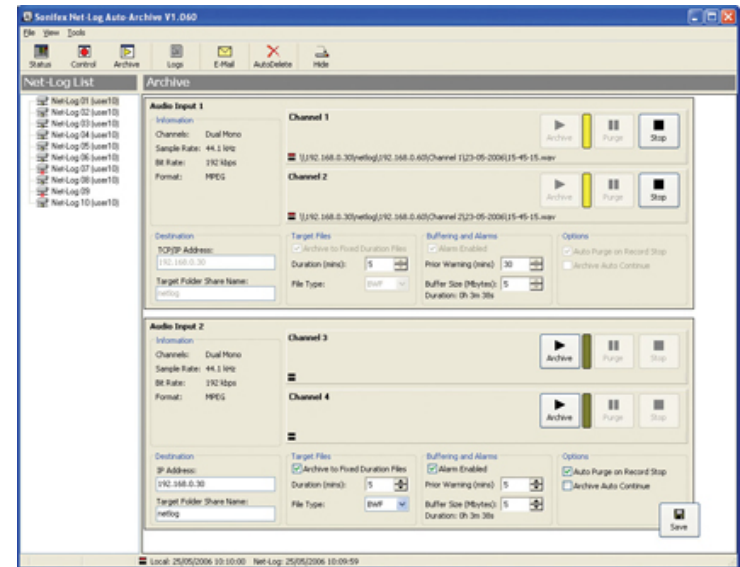 Sonifex Net-Log Auto-Archive V1.060
File View Tools
Status Control Archive Logs E-Mail AutoDelete Hide
Net-Log List
Archive
Net-Log 01 (user10)
Net-Log 02 (user10)
Net-Log 03 (user10)
Net-Log 04 (user10)
Net-Log 05 (user10)
Net-Log 06 (user10)
Net-Log 07 (user10)
Net-Log 08 (user10)
Net-Log 09
Net-Log 10 (user10)
Audio Input 1
Information
Channels: Dual Mono
Sample Rate: 44.1 kHz
Bit Rate: 192 kbps
Format: MPEG
Channel 1
Archive Purge Stop
\\192.168.0.30\netlog\192.168.0.60\Channel 1\23-05-2006\15-45-15.wav
Channel 2
Archive Purge Stop
\\192.168.0.30\netlog\192.168.0.60\Channel 2\23-05-2006\15-45-15.wav
Destination
TCP/IP Address:
192.168.0.30
Target Folder Share Name:
netlog
Target Files
Archive to Fixed Duration Files
Duration (mins): 5
File Type: BWF
Buffering and Alarms
Alarm Enabled
Prior Warning (mins) 30
Buffer Size (Mbytes): 5
Duration: 0h 3m 38s
Options
Auto Purge on Record Stop
Archive Auto Continue
Audio Input 2
Information
Channels: Dual Mono
Sample Rate: 44.1 kHz
Bit Rate: 192 kbps
Format: MPEG
Channel 3
Archive Purge Stop
Channel 4
Archive Purge Stop
Destination
IP Address:
192.168.0.30
Target Folder Share Name:
netlog
Target Files
Archive to Fixed Duration Files
Duration (mins): 5
File Type: BWF
Buffering and Alarms
Alarm Enabled
Prior Warning (mins) 5
Buffer Size (Mbytes): 5
Duration: 0h 3m 38s
Options
Auto Purge on Record Stop
Archive Auto Continue
Save
Local: 25/05/2006 10:10:00 Net-Log: 25/05/2006 10:09:59